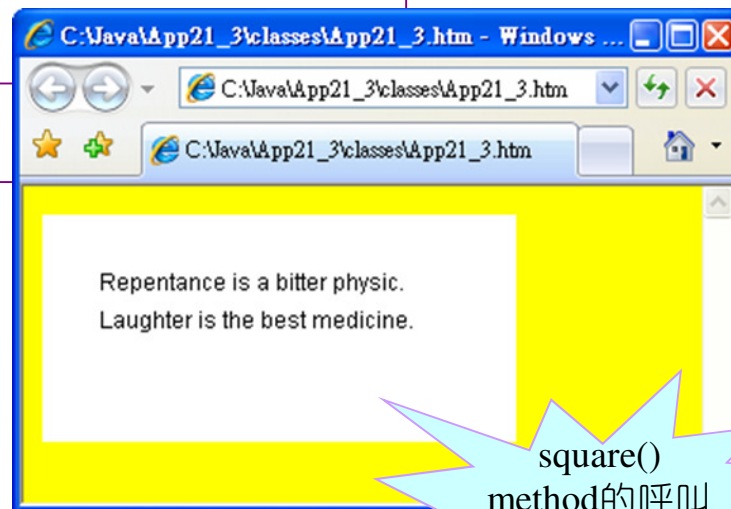 C:\Java\App21_3\classes\App21_3.htm - Windows ...
C:\Java\App21_3\classes\App21_3.htm
C:\Java\App21_3\classes\App21_3.htm
Repentance is a bitter physic.
Laughter is the best medicine.
square()
method的呼叫